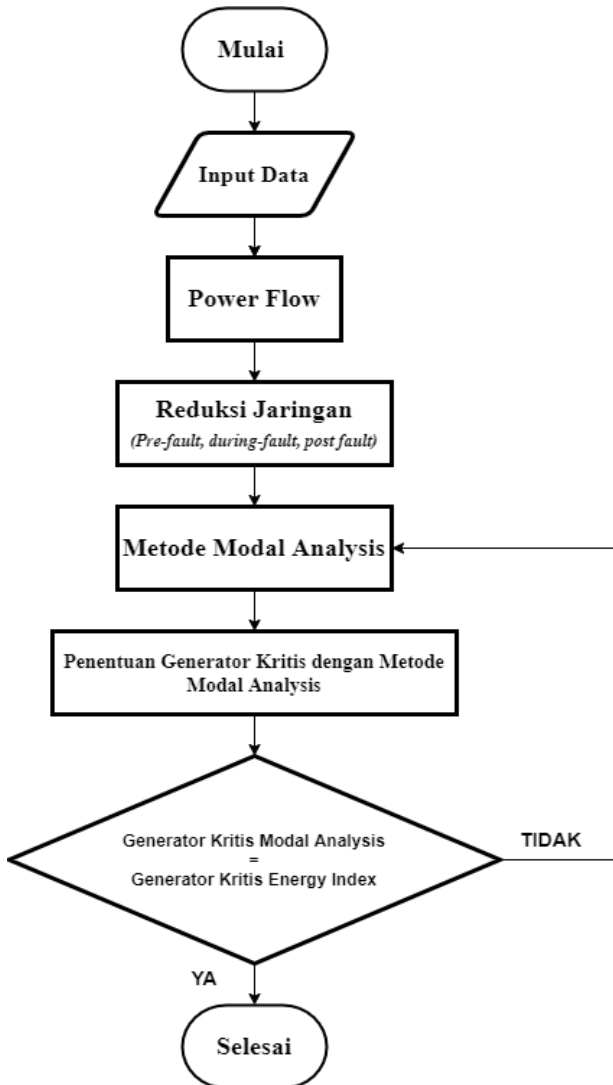 Mulai
Input Data
Power Flow
Reduksi Jaringan
(Pre-fault, during-fault, post fault)
Metode Modal Analysis
Penentuan Generator Kritis dengan Metode
Modal Analysis
Generator Kritis Modal Analysis
=
Generator Kritis Energy Index
TIDAK
YA
Selesai